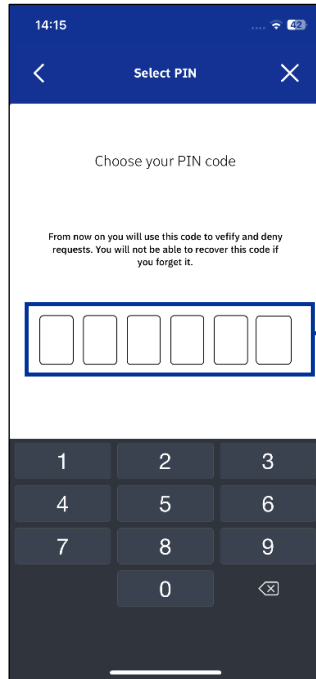 14:15 42
Select PIN
Choose your PIN code
From now on you will use this code to vefify and deny
requests. You will not be able to recover this code if
you forget it.
1 2 3
4 5 6
7 8 9
0